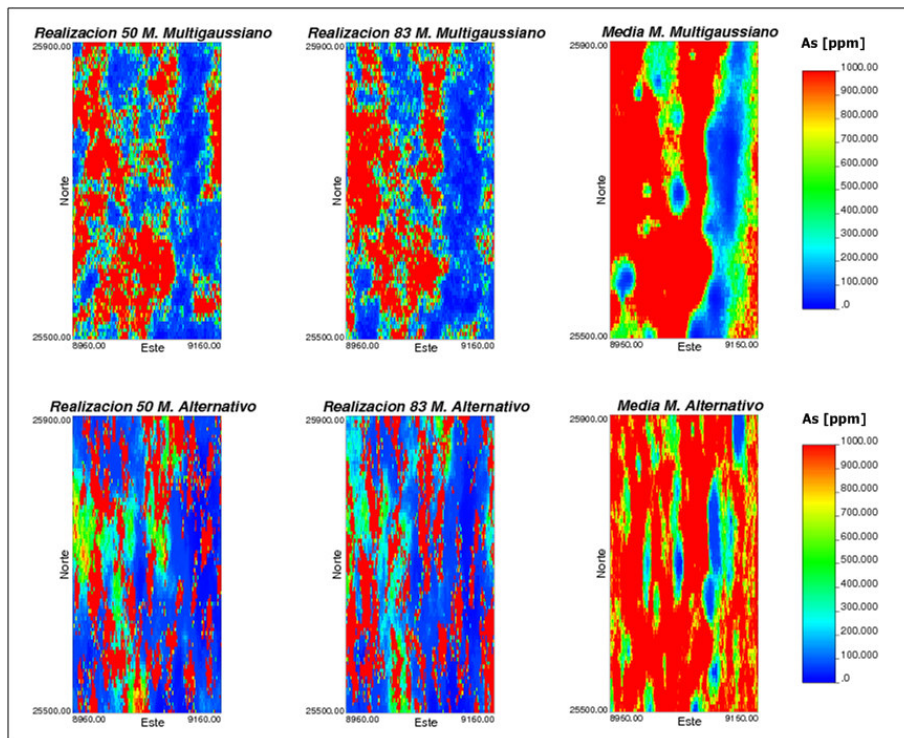 Realizacion 50 M. Multigaussiano
25900.00
Norte
25500.00
8960.00
Este
9160.00
Realizacion 83 M. Multigaussiano
25900.00
Norte
25500.00
8960.00
Este
9160.00
Media M. Multigaussiano
25900.00
Norte
25500.00
8960.00
Este
9160.00
As [ppm]
1000.00
900.000
800.000
700.000
600.000
500.000
400.000
300.000
200.000
100.000
.0
Realizacion 50 M. Alternativo
25900.00
Norte
25500.00
8960.00
Este
9160.00
Realizacion 83 M. Alternativo
25900.00
Norte
25500.00
8960.00
Este
9160.00
Media M. Alternativo
25900.00
Norte
25500.00
8960.00
Este
9160.00
As [ppm]
1000.00
900.000
800.000
700.000
600.000
500.000
400.000
300.000
200.000
100.000
.0